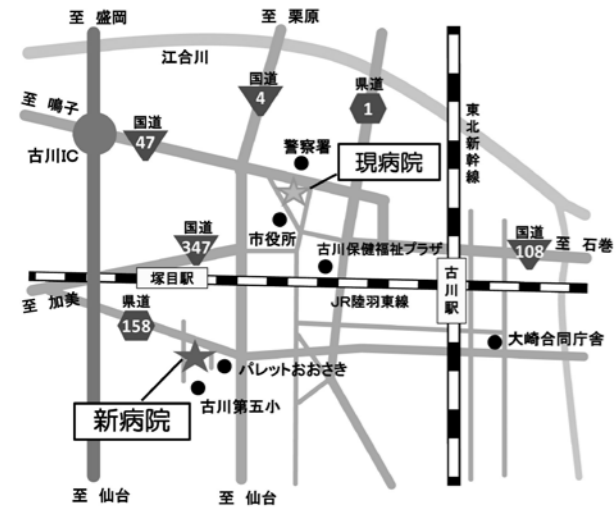 至 盛岡
至 栗原
江合川
国道
4
県道
1
至 鳴子
国道
47
古川IC
警察署
現病院
東北新幹線
市役所
国道
347
古川保健福祉プラザ
国道
108
至 石巻
塚目駅
古川駅
至 加美
県道
158
JR陸羽東線
大崎合同庁舎
パレットおおさき
古川第五小
新病院
至 仙台
至 仙台